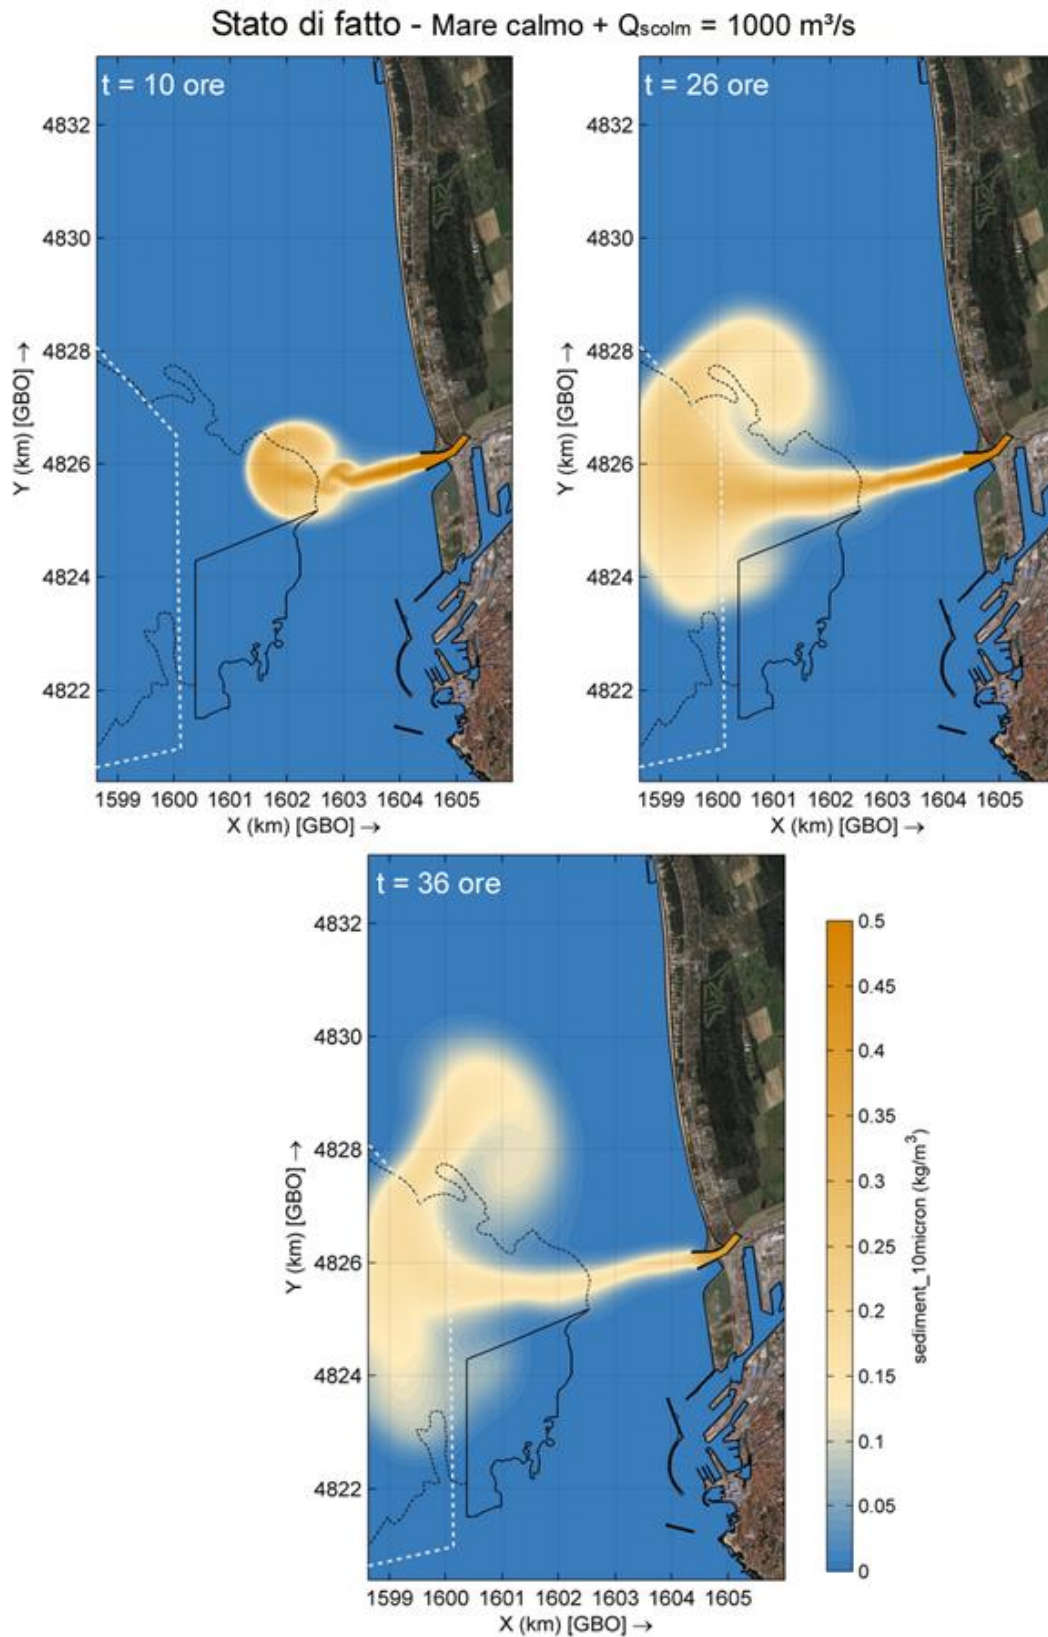 Stato di fatto - Mare calmo + Qscolm = 1000 m³/s
t = 10 ore
4832
4830
4828
4826
4824
4822
Y (km) [GBO] →
1599 1600 1601 1602 1603 1604 1605
X (km) [GBO] →
t = 26 ore
4832
4830
4828
4826
4824
4822
Y (km) [GBO] →
1599 1600 1601 1602 1603 1604 1605
X (km) [GBO] →
t = 36 ore
4832
4830
4828
4826
4824
4822
Y (km) [GBO] →
1599 1600 1601 1602 1603 1604 1605
X (km) [GBO] →
0.5
0.45
0.4
0.35
0.3
0.25
0.2
0.15
0.1
0.05
0
sediment_10micron (kg/m³)